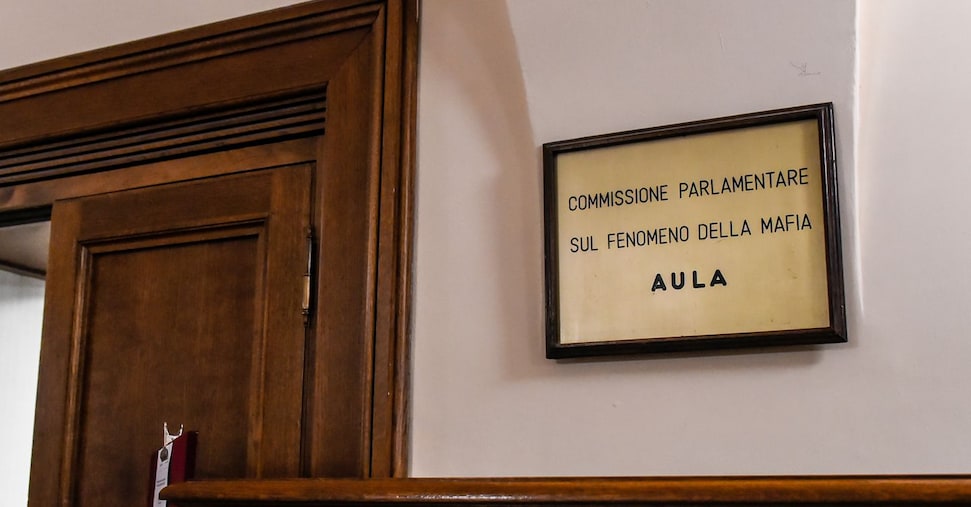 COMMISSIONE PARLAMENTARE
SUL FENOMENO DELLA MAFIA
AULA